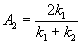 A₂ = 2k₁ / (k₁ + k₂)